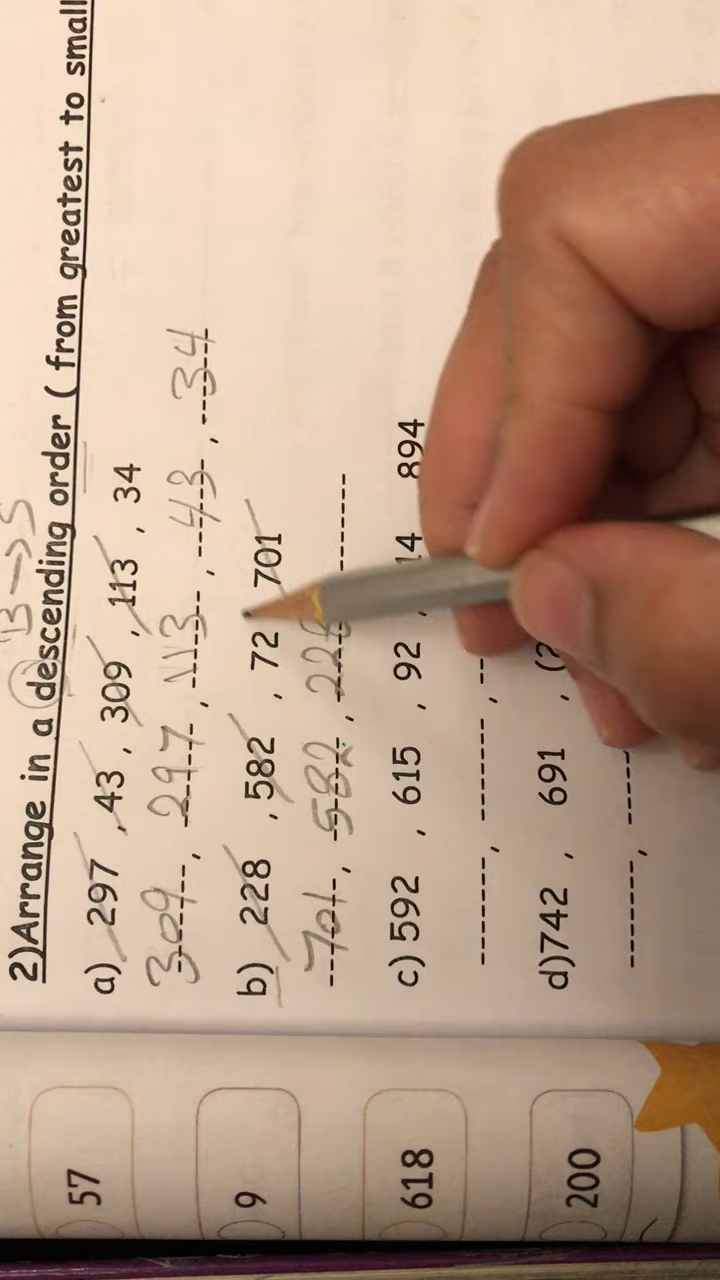 B->S
2)Arrange in a descending order ( from greatest to small
a) 297 , 43 , 309 , 113 , 34
309, 297, 113, 43, 34
b) 228 , 582 , 72 701
701, 582, 228
c) 592 , 615 , 92 , 14 894
d)742 , 691 , (2
57
9
618
200